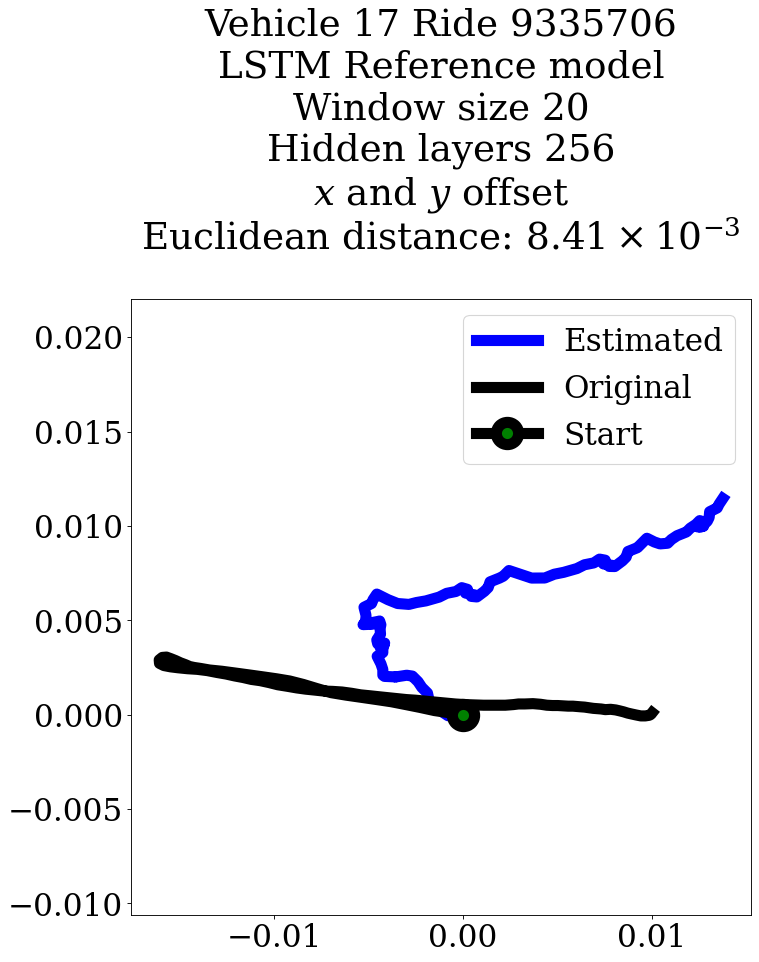 Vehicle 17 Ride 9335706
LSTM Reference model
Window size 20
Hidden layers 256
x and y offset
Euclidean distance: 8.41 × 10⁻³
Estimated
Original
Start
0.020
0.015
0.010
0.005
0.000
−0.005
−0.010
−0.01 0.00 0.01